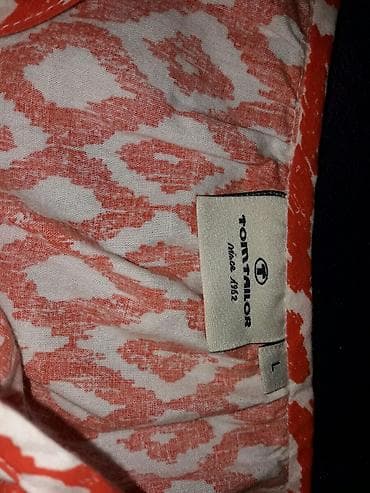 T
TOM TAILOR
since 1962
L